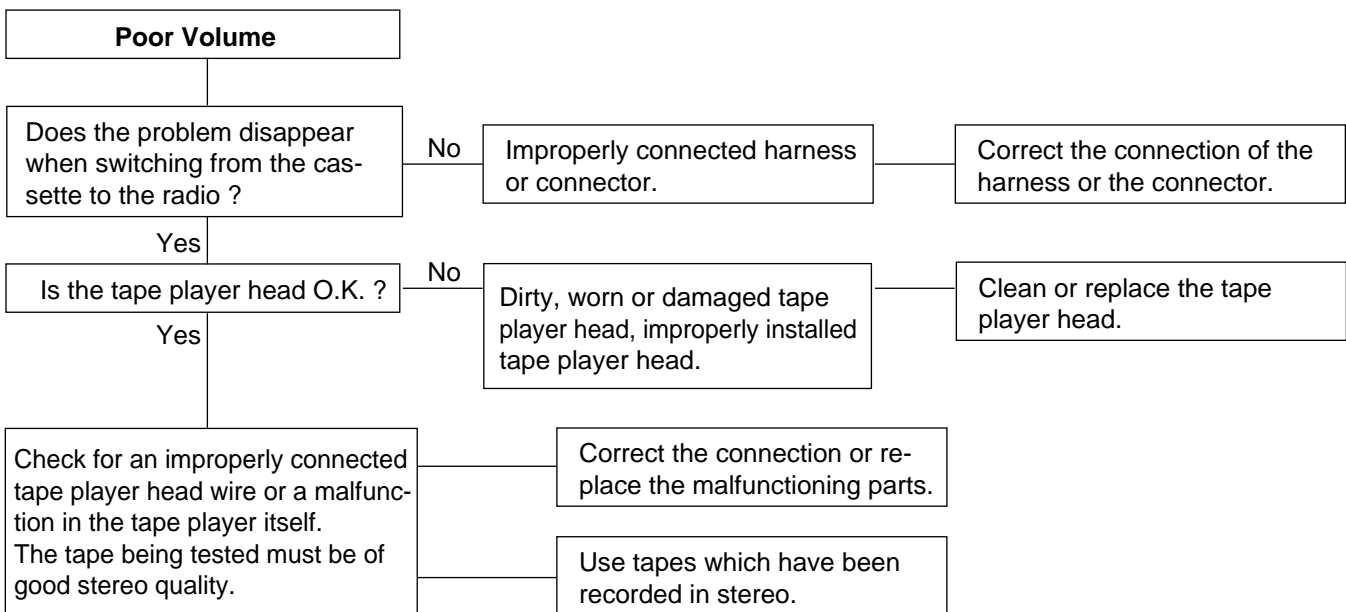 Poor Volume
Does the problem disappear
when switching from the cas-
sette to the radio ?
No
Improperly connected harness
or connector.
Correct the connection of the
harness or the connector.
Yes
Is the tape player head O.K. ?
No
Dirty, worn or damaged tape
player head, improperly installed
tape player head.
Clean or replace the tape
player head.
Yes
Check for an improperly connected
tape player head wire or a malfunc-
tion in the tape player itself.
The tape being tested must be of
good stereo quality.
Correct the connection or re-
place the malfunctioning parts.
Use tapes which have been
recorded in stereo.